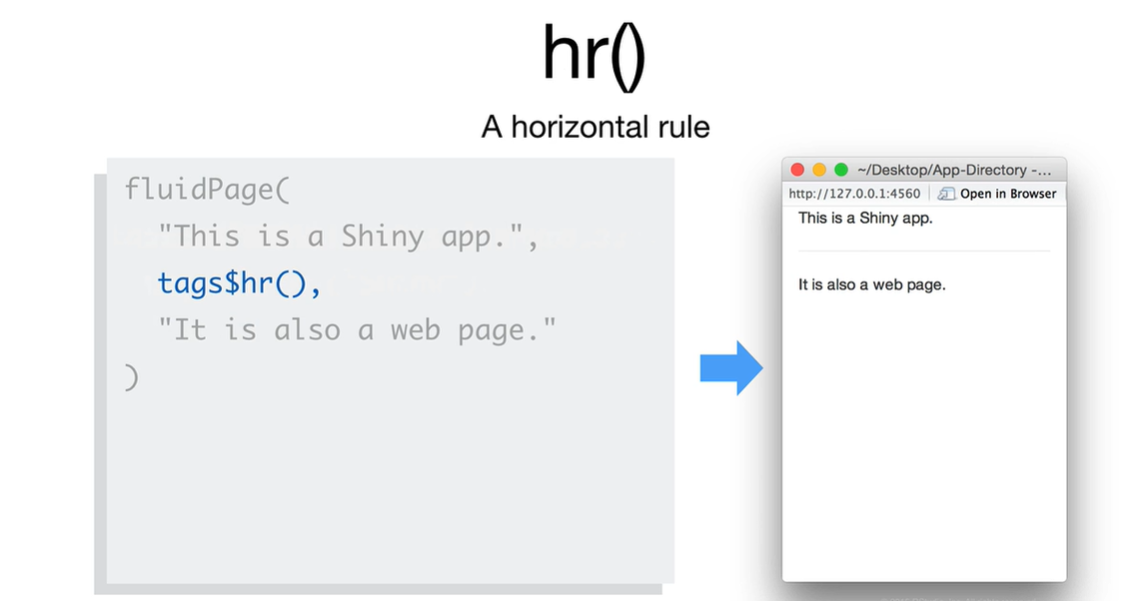 hr()
A horizontal rule
fluidPage(
"This is a Shiny app.",
tags$hr(),
"It is also a web page."
)
~/Desktop/App-Directory -...
http://127.0.0.1:4560 Open in Browser
This is a Shiny app.
It is also a web page.